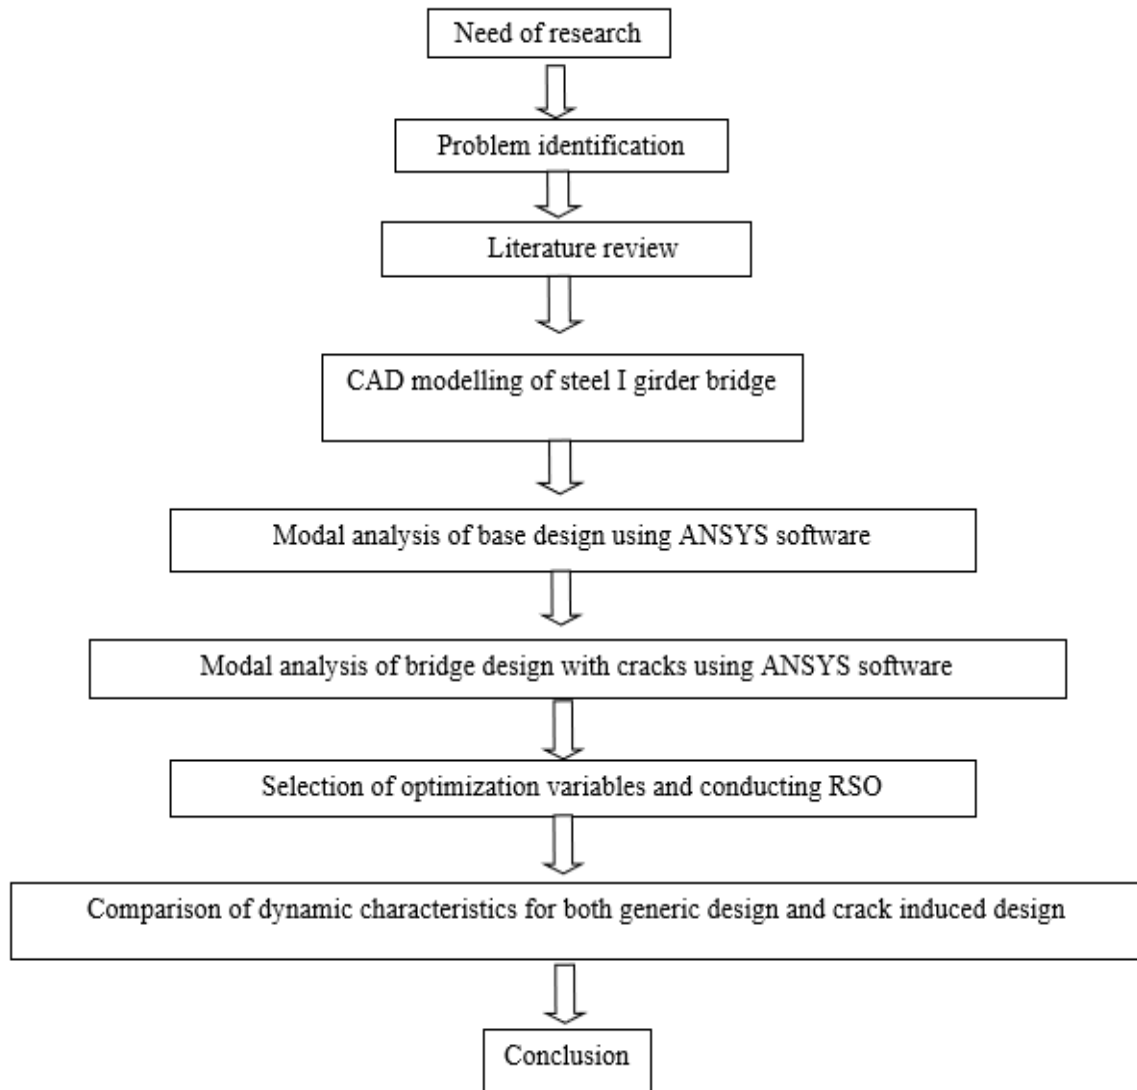 Need of research
Problem identification
Literature review
CAD modelling of steel I girder bridge
Modal analysis of base design using ANSYS software
Modal analysis of bridge design with cracks using ANSYS software
Selection of optimization variables and conducting RSO
Comparison of dynamic characteristics for both generic design and crack induced design
Conclusion